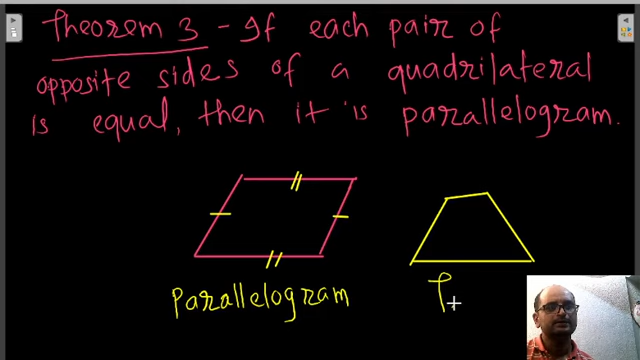 Theorem 3 - If each pair of
opposite sides of a quadrilateral
is equal, then it is parallelogram.
Parallelogram